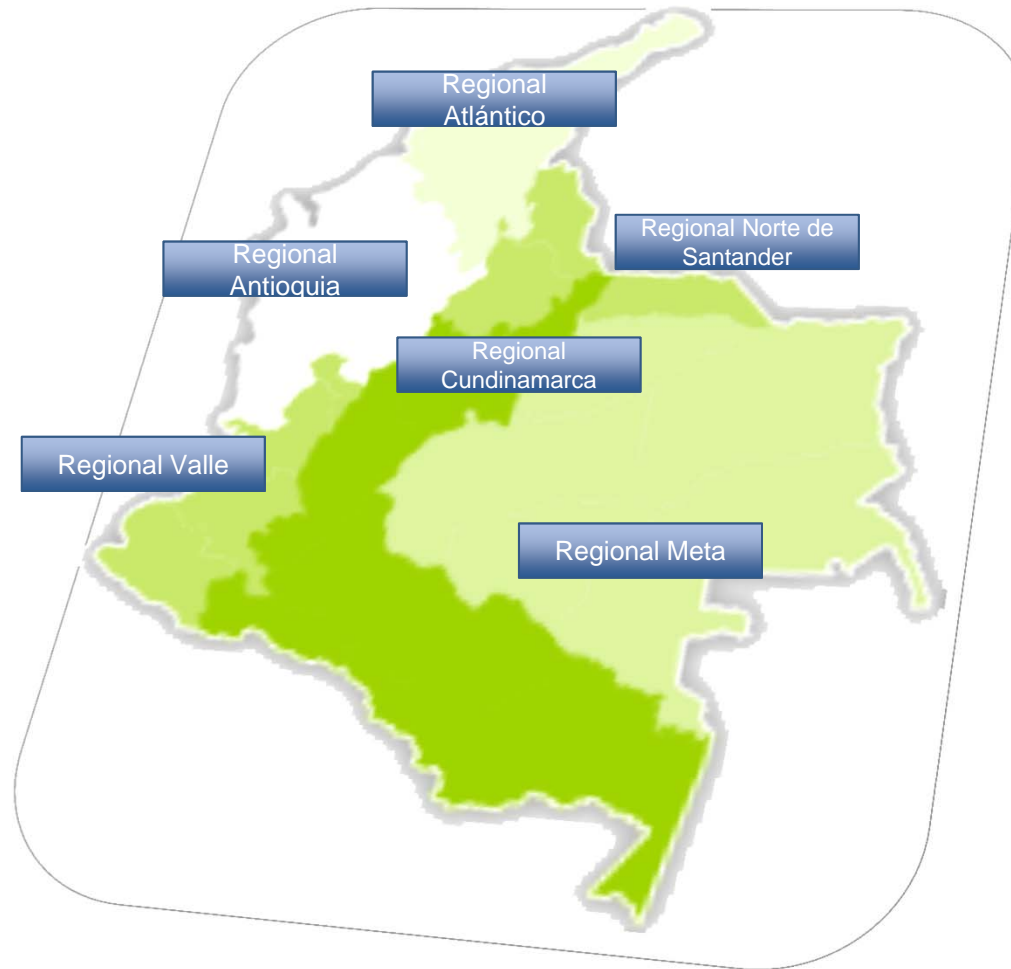 Regional
Atlántico
Regional Norte de
Santander
Regional
Antioquia
Regional
Cundinamarca
Regional Valle
Regional Meta